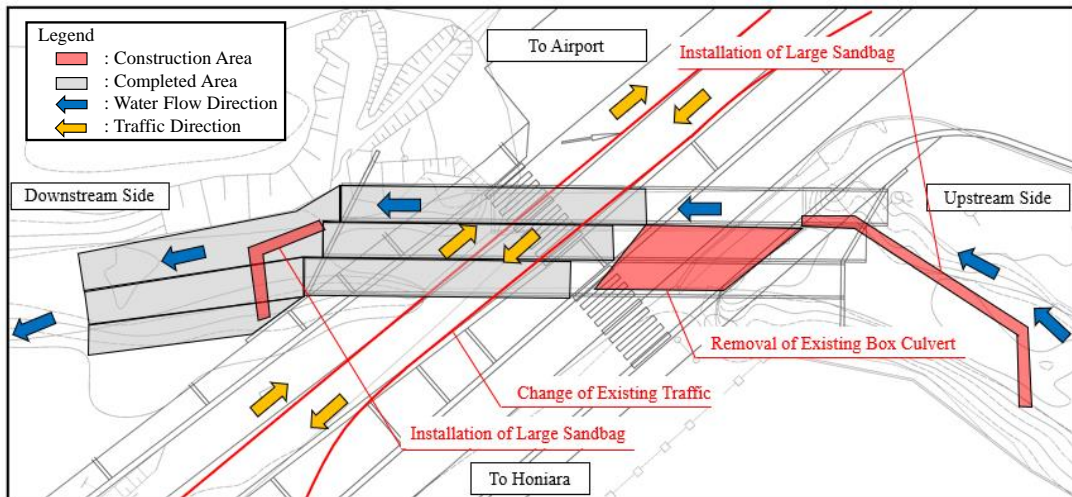 Legend
: Construction Area
: Completed Area
: Water Flow Direction
: Traffic Direction
To Airport
Installation of Large Sandbag
Downstream Side
Upstream Side
Removal of Existing Box Culvert
Change of Existing Traffic
Installation of Large Sandbag
To Honiara